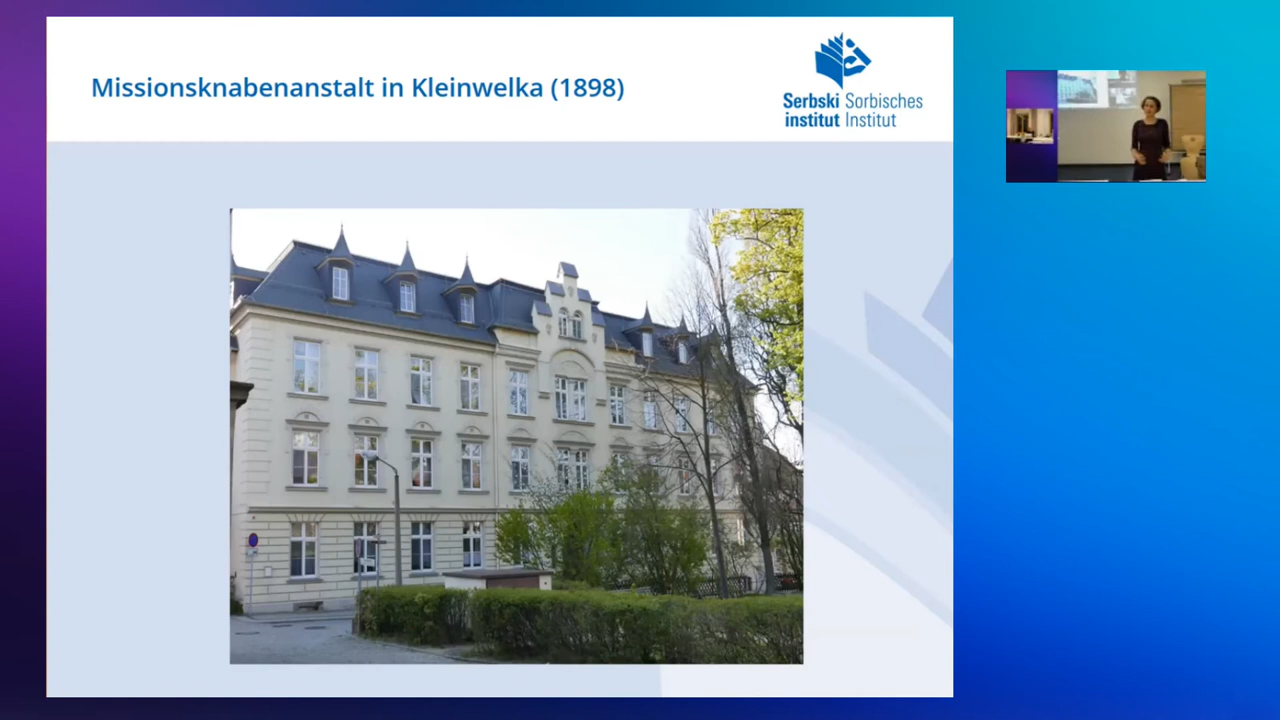 Missionsknabenanstalt in Kleinwelka (1898)
Serbski Sorbisches
institut Institut